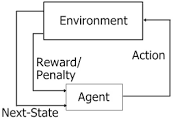 Environment
Reward/
Penalty
Action
Agent
Next-State